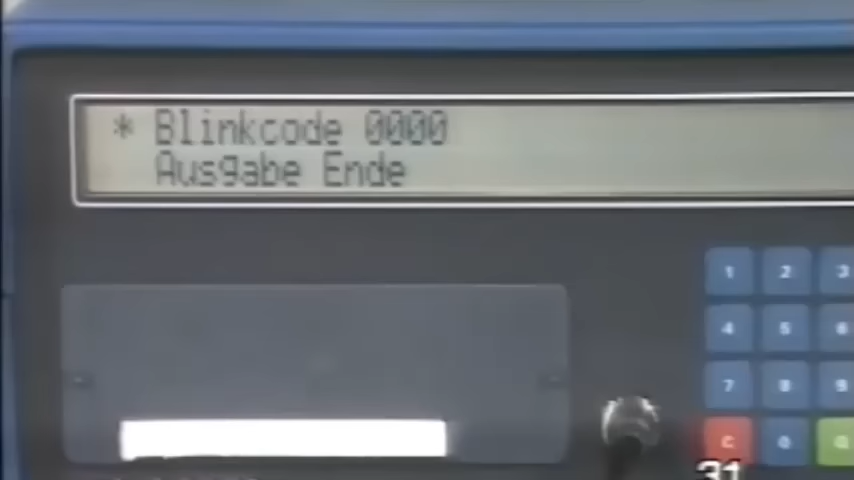 * Blinkcode 0000
Ausgabe Ende
1 2 3
4 5 6
7 8 9
C 0
31